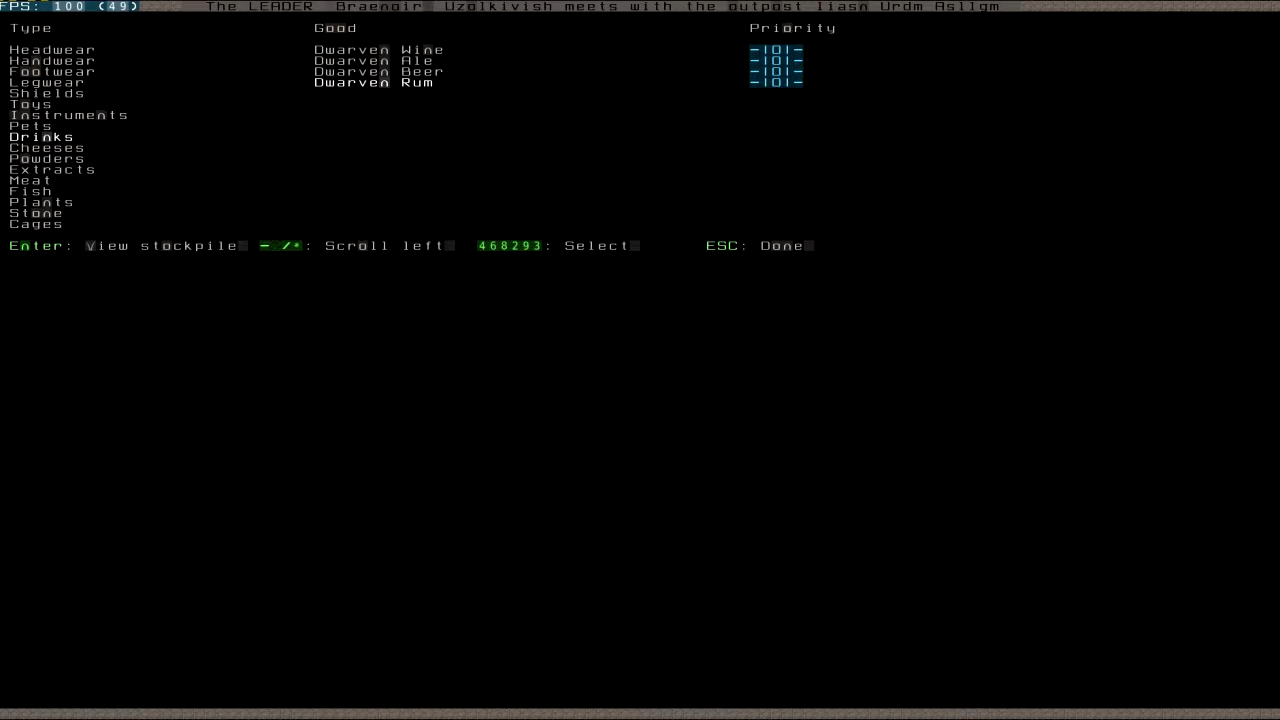 FPS: 100 (49) The LEADER Braenoir Uzolkivish meets with the outpost liasn Urdm Asllgm
Type Good Priority
Headwear Dwarven Wine -|0|-
Handwear Dwarven Ale -|0|-
Footwear Dwarven Beer -|0|-
Legwear Dwarven Rum -|0|-
Shields
Toys
Instruments
Pets
Drinks
Cheeses
Powders
Extracts
Meat
Fish
Plants
Stone
Cages
Enter: View stockpile -/*: Scroll left 468293: Select ESC: Done